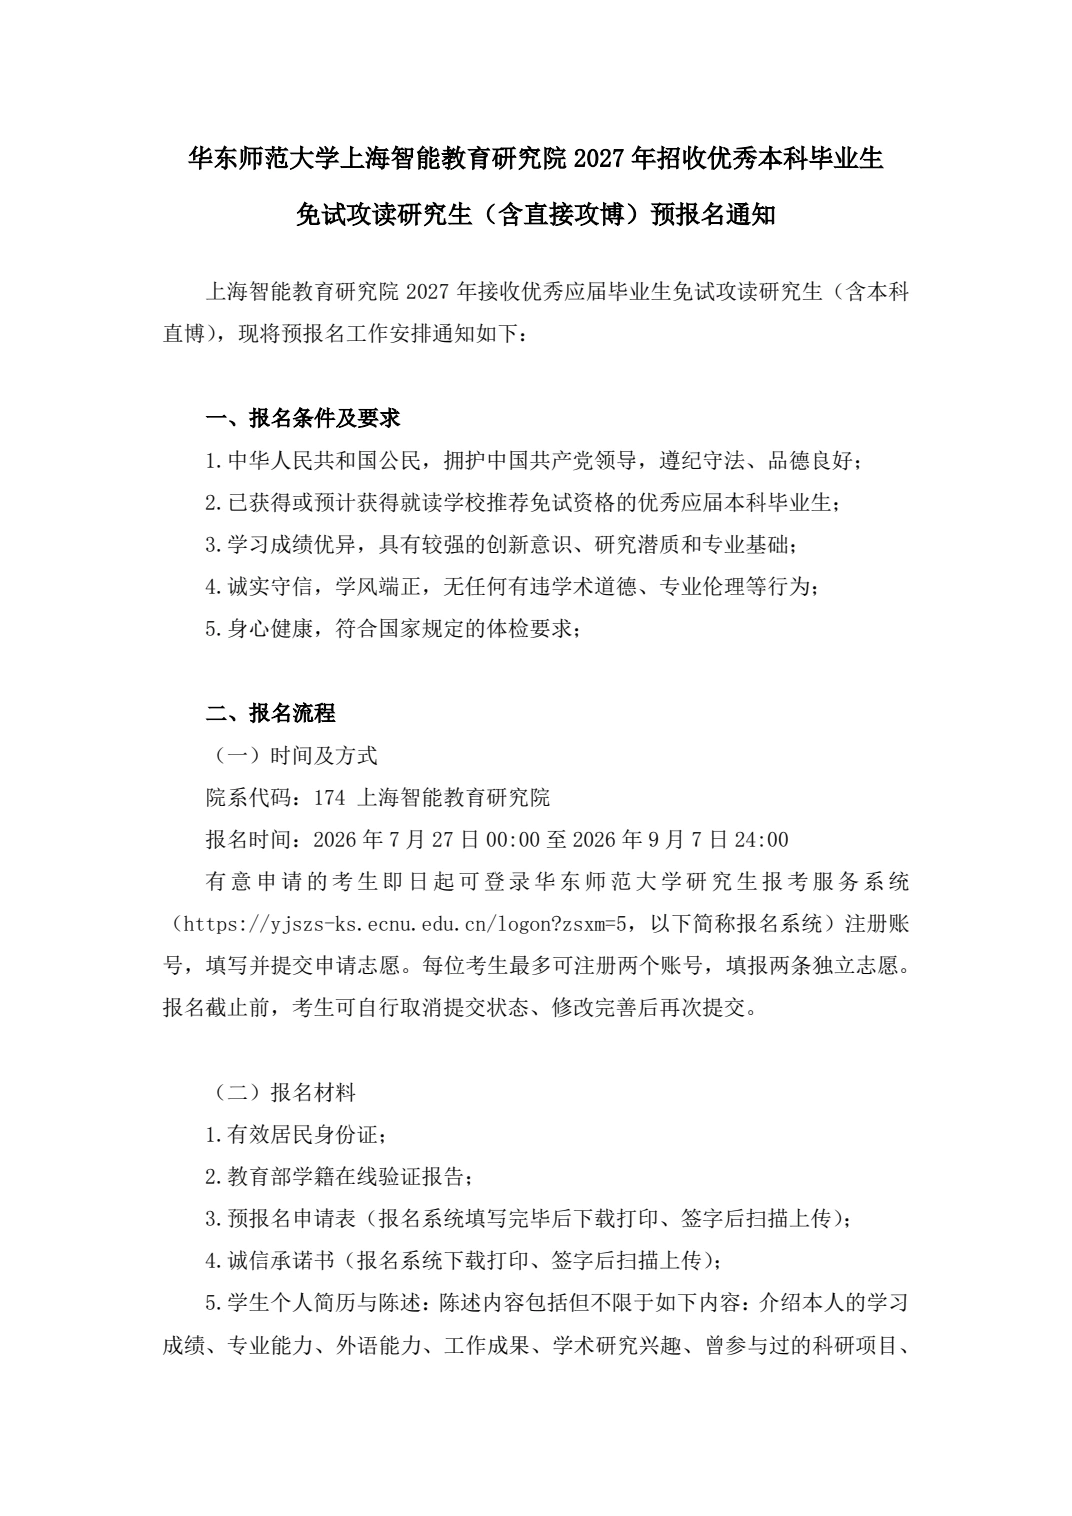 华东师范大学上海智能教育研究院 2027 年招收优秀本科毕业生
免试攻读研究生（含直接攻博）预报名通知
上海智能教育研究院 2027 年接收优秀应届毕业生免试攻读研究生（含本科
直博），现将预报名工作安排通知如下：
一、报名条件及要求
1.中华人民共和国公民，拥护中国共产党领导，遵纪守法、品德良好；
2.已获得或预计获得就读学校推荐免试资格的优秀应届本科毕业生；
3.学习成绩优异，具有较强的创新意识、研究潜质和专业基础；
4.诚实守信，学风端正，无任何有违学术道德、专业伦理等行为；
5.身心健康，符合国家规定的体检要求；
二、报名流程
（一）时间及方式
院系代码：174 上海智能教育研究院
报名时间：2026 年 7 月 27 日 00:00 至 2026 年 9 月 7 日 24:00
有意申请的考生即日起可登录华东师范大学研究生报考服务系统
（https://yjszs-ks.ecnu.edu.cn/logon?zsxm=5，以下简称报名系统）注册账
号，填写并提交申请志愿。每位考生最多可注册两个账号，填报两条独立志愿。
报名截止前，考生可自行取消提交状态、修改完善后再次提交。
（二）报名材料
1.有效居民身份证；
2.教育部学籍在线验证报告；
3.预报名申请表（报名系统填写完毕后下载打印、签字后扫描上传）；
4.诚信承诺书（报名系统下载打印、签字后扫描上传）；
5.学生个人简历与陈述：陈述内容包括但不限于如下内容：介绍本人的学习
成绩、专业能力、外语能力、工作成果、学术研究兴趣、曾参与过的科研项目、